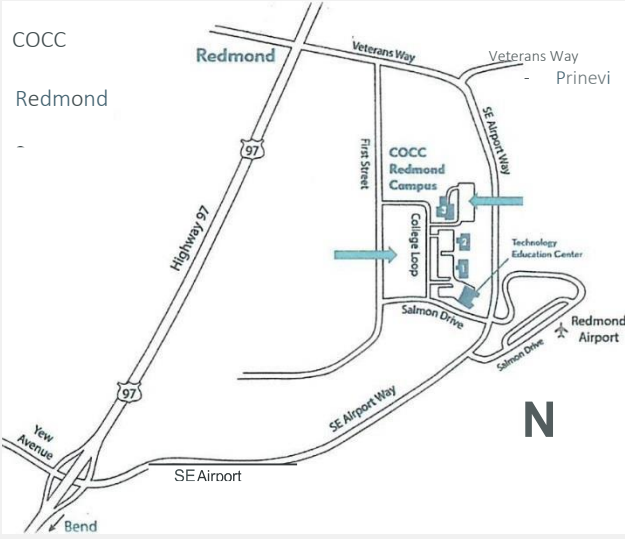 COCC
Redmond
-
Redmond
Veterans Way
Veterans Way
- Prinevi
SE Airport Way
97
First Street
COCC
Redmond
Campus
3
Highway 97
College Loop
2
Technology
Education Center
1
Salmon Drive
Redmond
Airport
Salmon Drive
97
SE Airport Way
N
Yew
Avenue
SE Airport
Bend